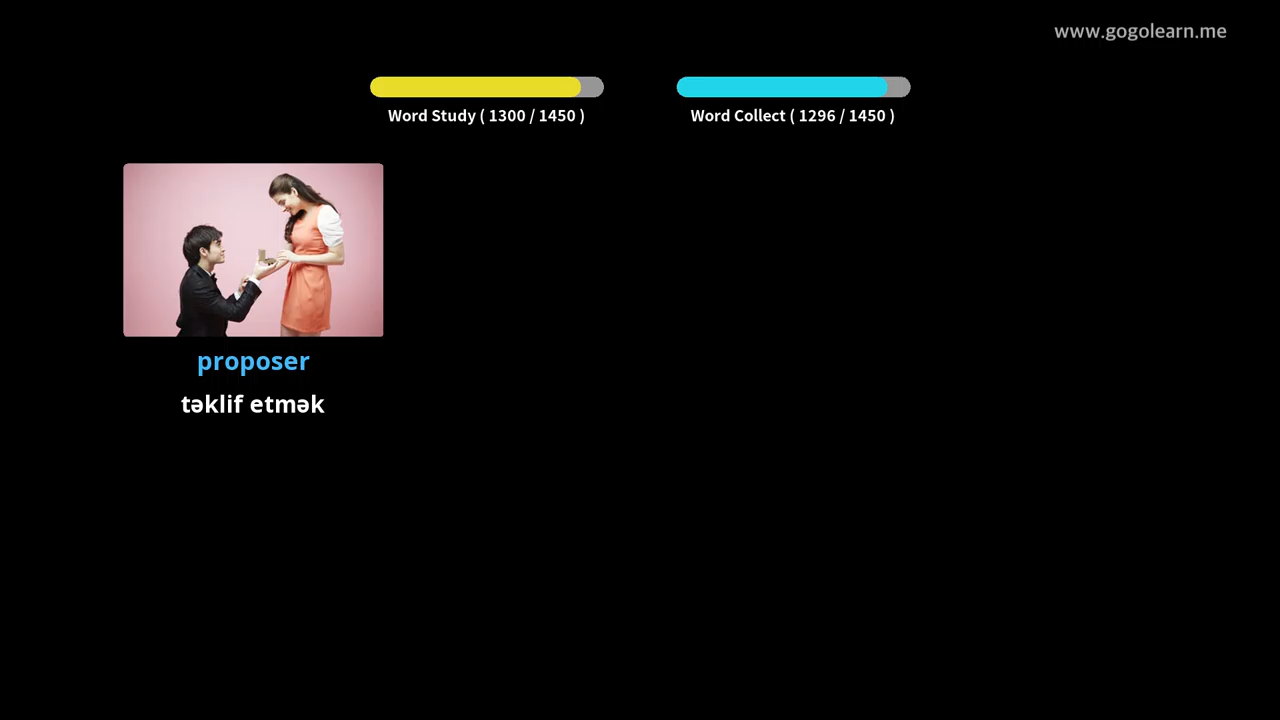 www.gogolearn.me
Word Study ( 1300 / 1450 )
Word Collect ( 1296 / 1450 )
proposer
təklif etmək